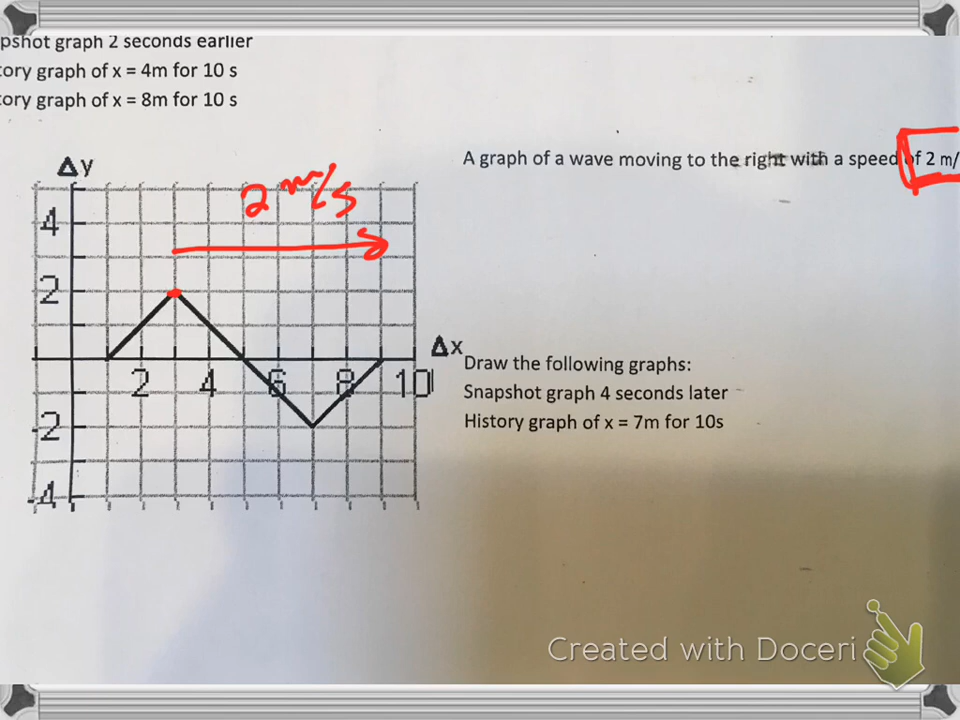 pshot graph 2 seconds earlier
tory graph of x = 4m for 10 s
tory graph of x = 8m for 10 s
A graph of a wave moving to the right with a speed of 2 m/
Δy
2 m/s
4
2
Δx
2 4 6 8 10
-2
-4
Draw the following graphs:
Snapshot graph 4 seconds later
History graph of x = 7m for 10s
Created with Doceri